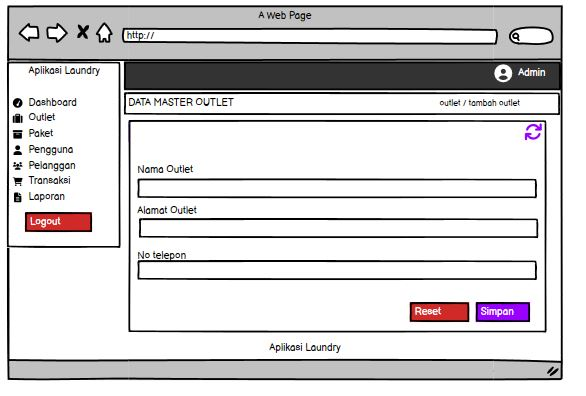 A Web Page
http://
Aplikasi Laundry
Admin
DATA MASTER OUTLET
outlet / tambah outlet
Dashboard
Outlet
Paket
Pengguna
Pelanggan
Transaksi
Laporan
Logout
Nama Outlet
Alamat Outlet
No telepon
Reset
Simpan
Aplikasi Laundry